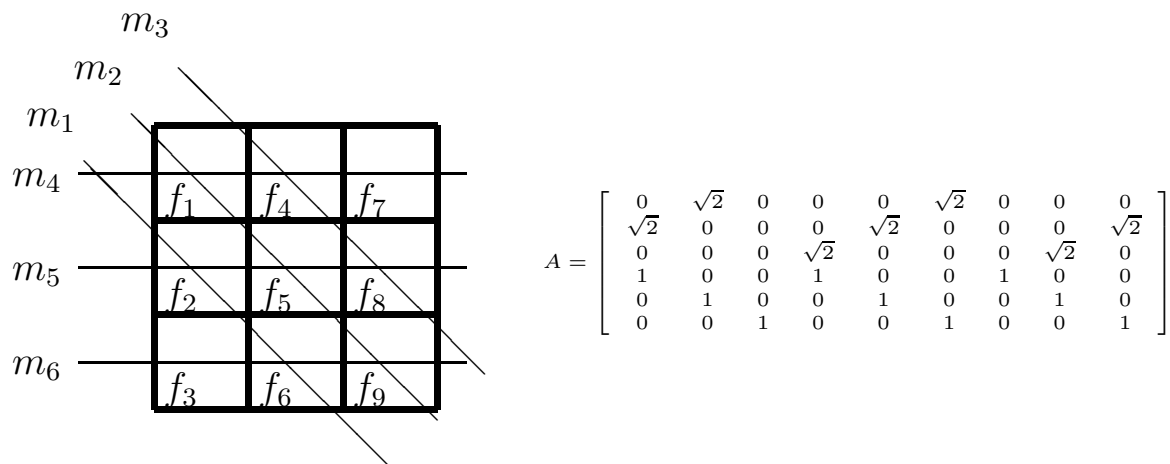 m₃
m₂
m₁
m₄
f₁ f₄ f₇
m₅
f₂ f₅ f₈
m₆
f₃ f₆ f₉
A =
0 √2 0 0 0 √2 0 0 0
√2 0 0 0 √2 0 0 0 √2
0 0 0 √2 0 0 0 √2 0
1 0 0 1 0 0 1 0 0
0 1 0 0 1 0 0 1 0
0 0 1 0 0 1 0 0 1